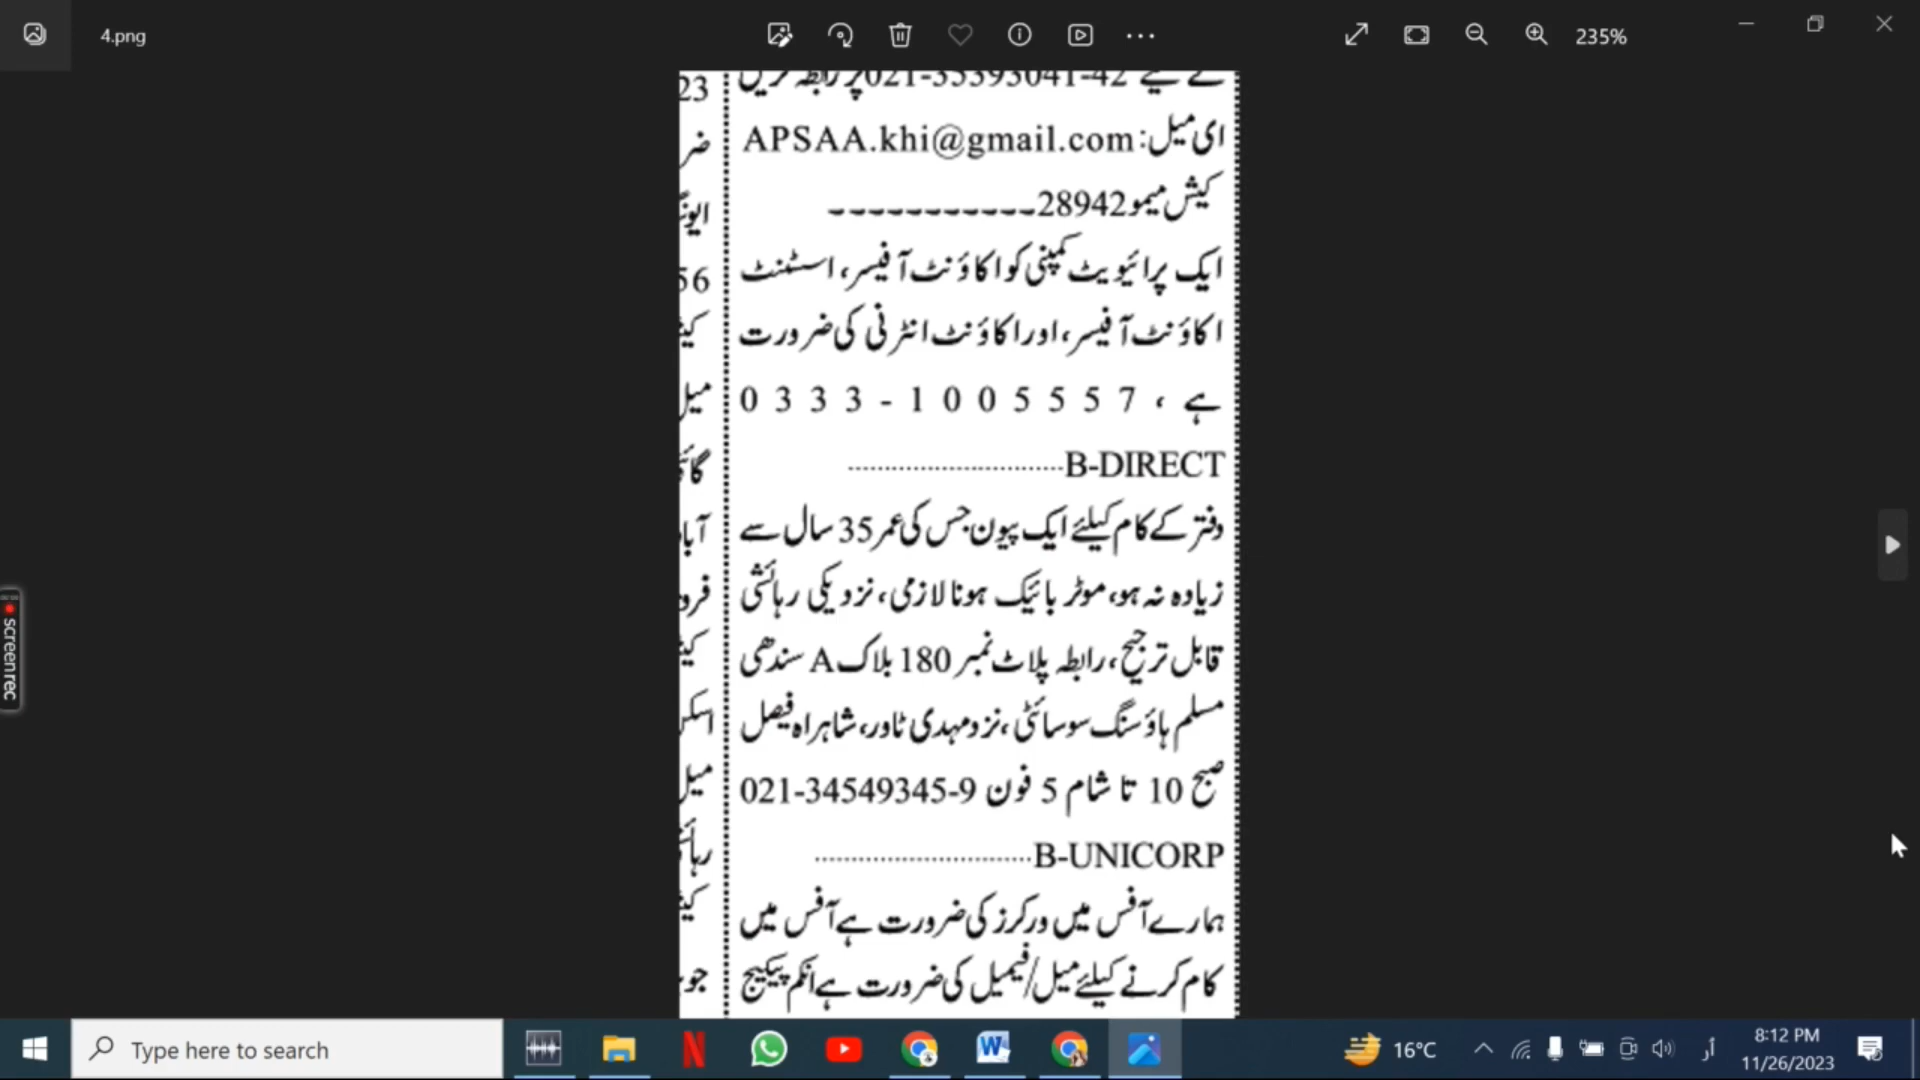 4.png
235%
کے لیے 021-35393041-42 پر رابطہ کریں
ای میل: APSAA.khi@gmail.com
کیش میمو 28942-----------
ایک پرائیویٹ کمپنی کو اکاؤنٹ آفیسر، اسسٹنٹ
اکاؤنٹ آفیسر، اور اکاؤنٹ انٹرنی کی ضرورت
ہے، 0333-1005557
B-DIRECT............................
دفتر کے کام کیلئے ایک پیون جس کی عمر 35 سال سے
زیادہ نہ ہو، موٹر بائیک ہونا لازمی، نزدیکی رہائشی
قابل ترجیح، رابطہ پلاٹ نمبر 180 بلاک A سندھی
مسلم ہاؤسنگ سوسائٹی، نزد مہدی ٹاور، شاہراہ فیصل
صبح 10 تا شام 5 فون 021-34549345-9
B-UNICORP............................
ہمارے آفس میں ورکرز کی ضرورت ہے آفس میں
کام کرنے کیلئے میل/فیمیل کی ضرورت ہے انکم پیکیج
23
56
میل
میل
screenrec
Type here to search
16°C
8:12 PM
11/26/2023